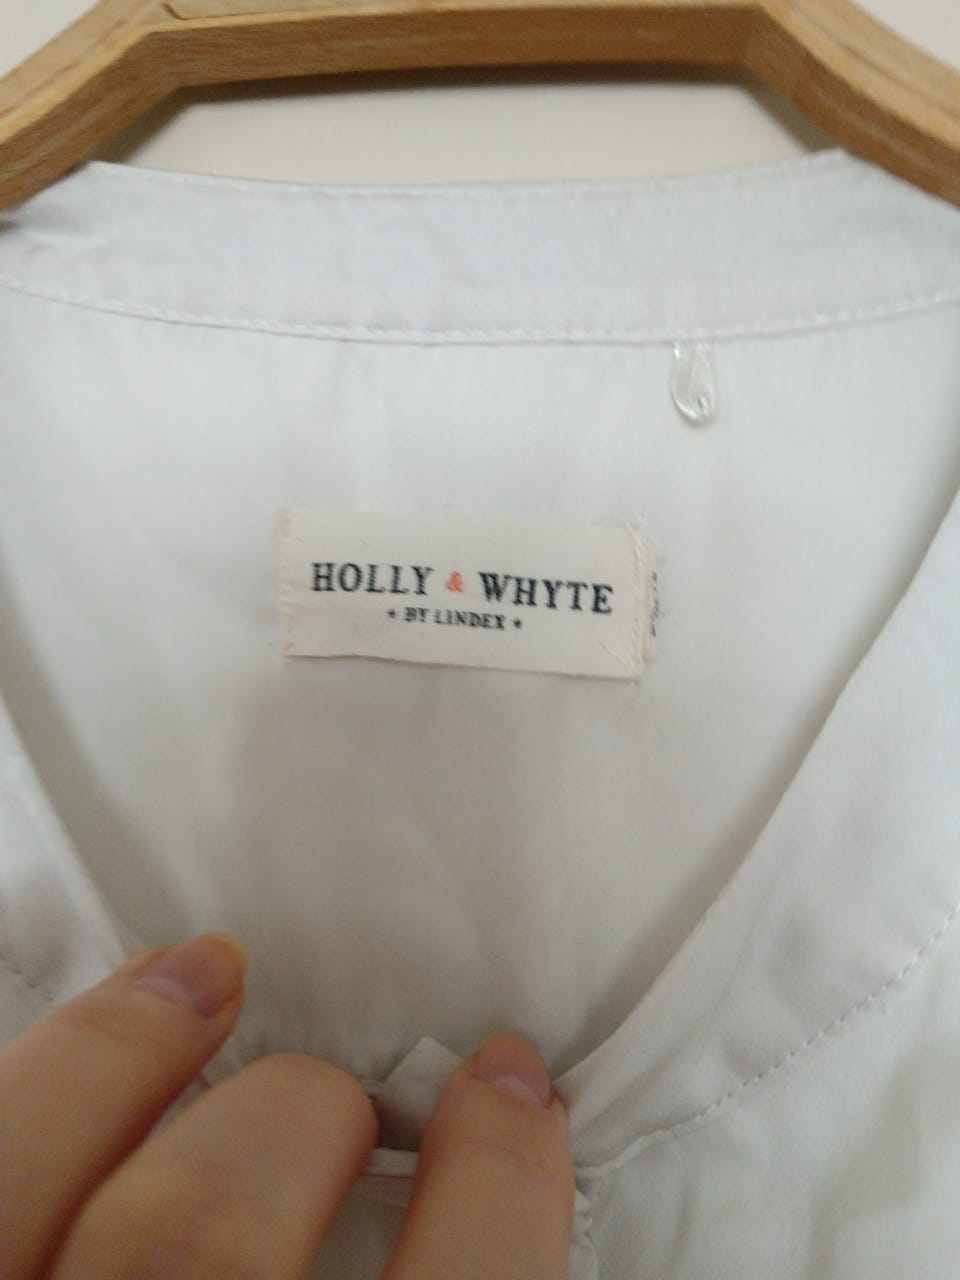 HOLLY & WHYTE
* BY LINDEX *